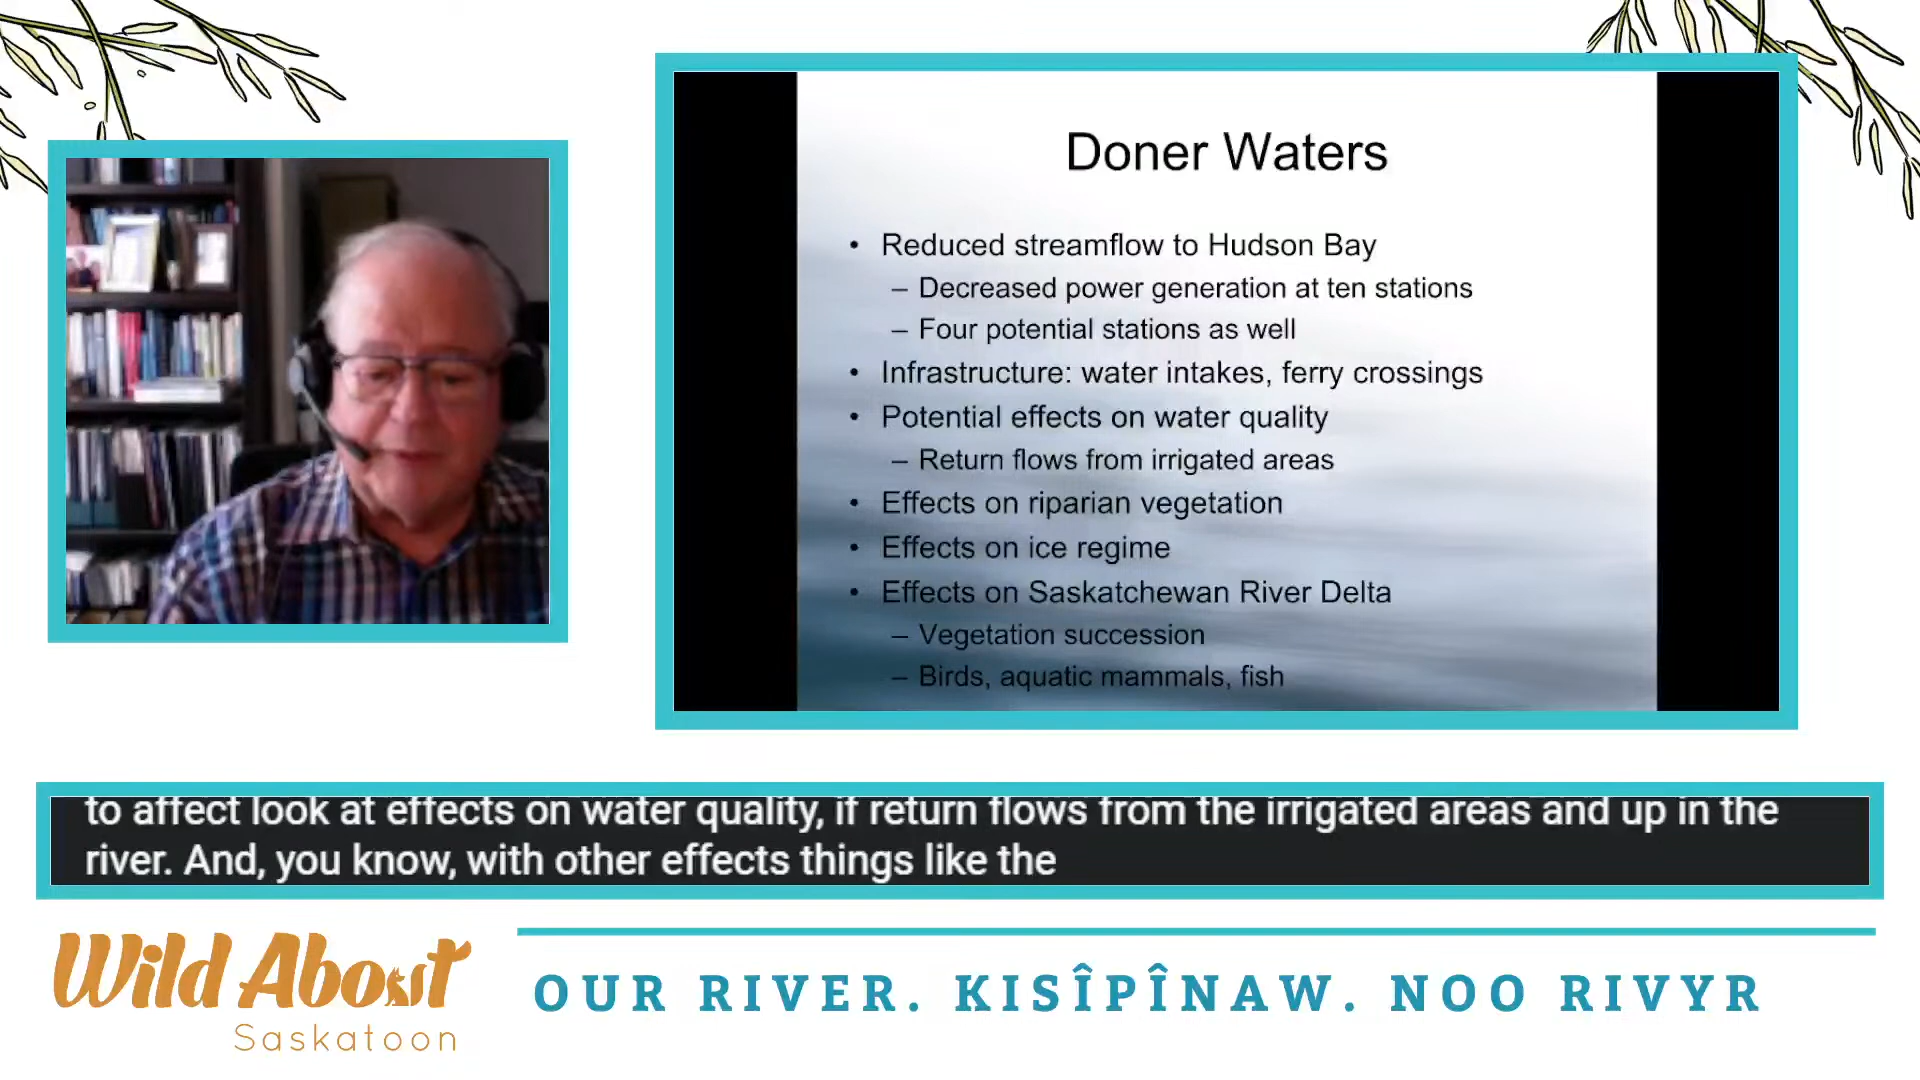 Doner Waters
• Reduced streamflow to Hudson Bay
– Decreased power generation at ten stations
– Four potential stations as well
• Infrastructure: water intakes, ferry crossings
• Potential effects on water quality
– Return flows from irrigated areas
• Effects on riparian vegetation
• Effects on ice regime
• Effects on Saskatchewan River Delta
– Vegetation succession
– Birds, aquatic mammals, fish
to affect look at effects on water quality, if return flows from the irrigated areas and up in the
river. And, you know, with other effects things like the
Wild About
Saskatoon
OUR RIVER. KISÎPÎNAW. NOO RIVYR